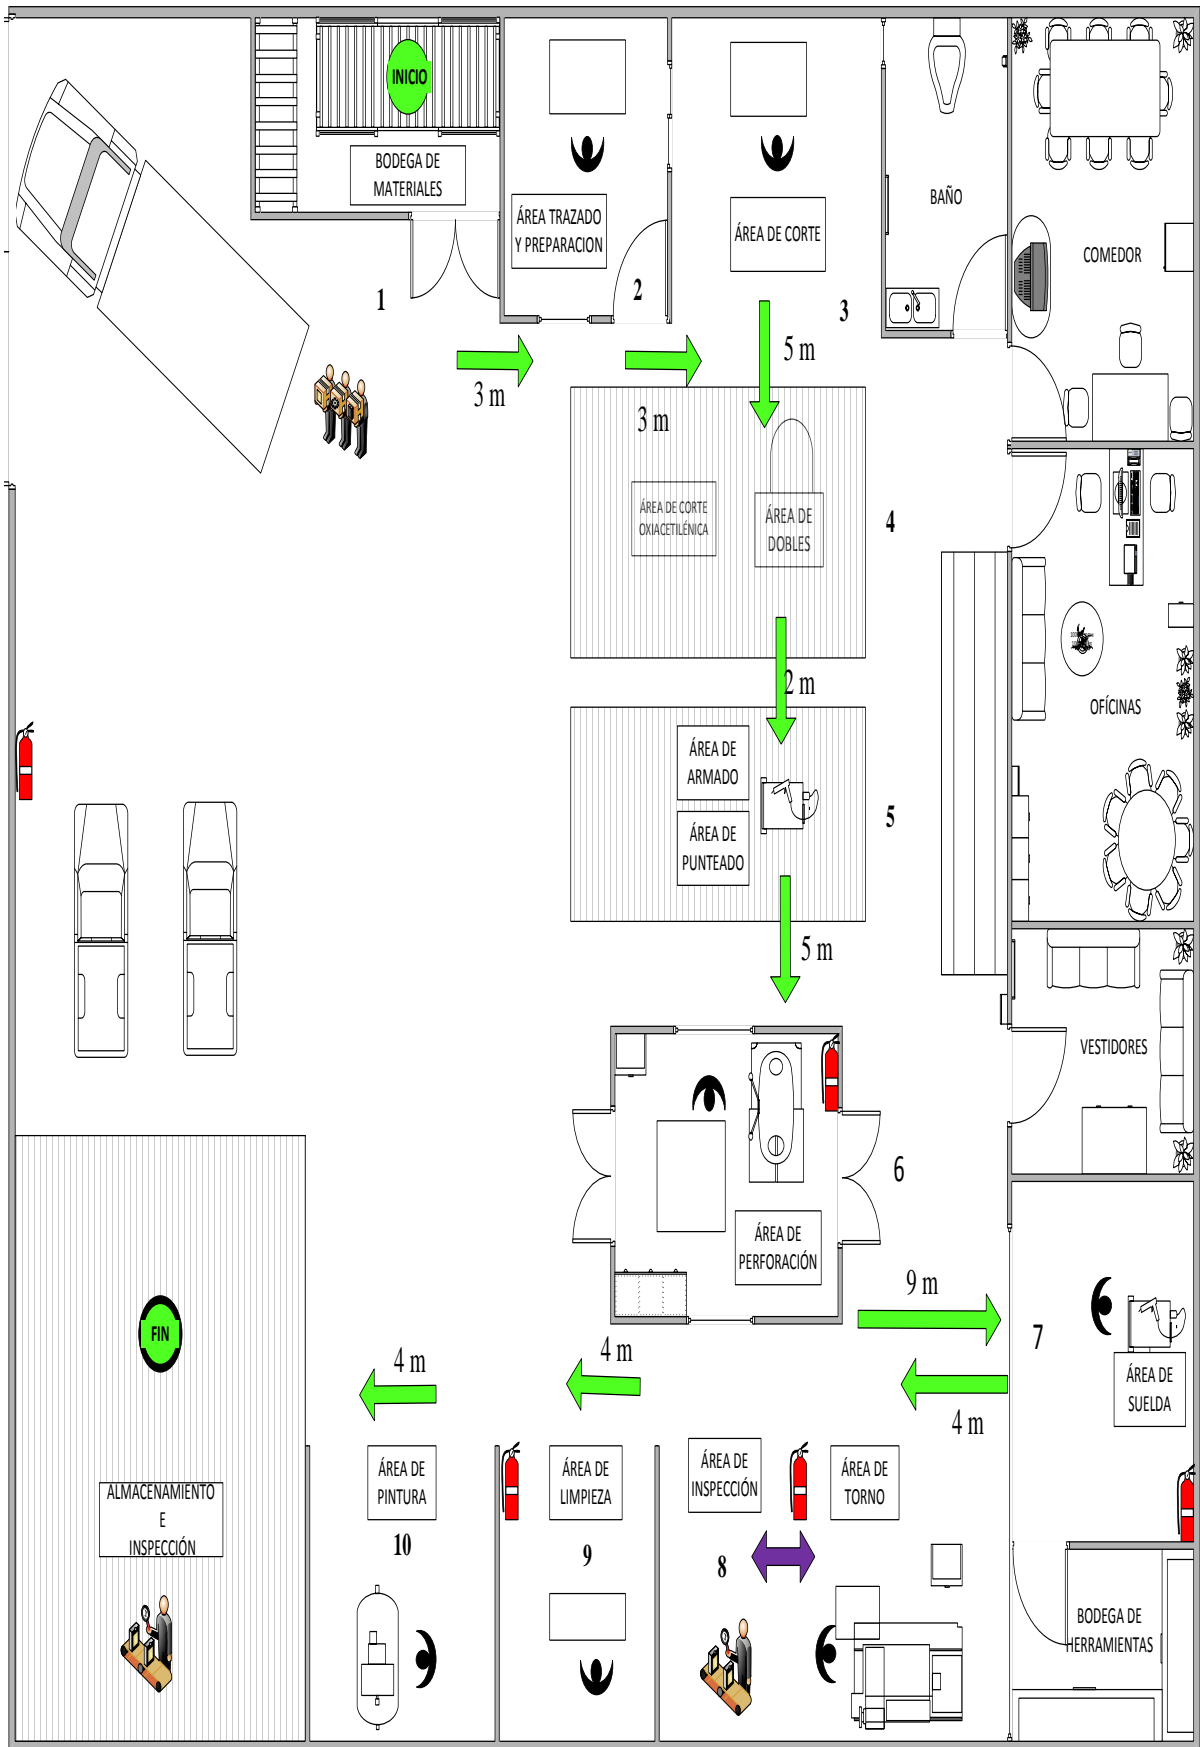 INICIO
BODEGA DE
MATERIALES
ÁREA TRAZADO
Y PREPARACION
ÁREA DE CORTE
BAÑO
COMEDOR
1
2
3
3 m
3 m
5 m
ÁREA DE CORTE
OXIACETILÉNICA
ÁREA DE
DOBLES
4
2 m
OFÍCINAS
ÁREA DE
ARMADO
ÁREA DE
PUNTEADO
5
5 m
VESTIDORES
6
ÁREA DE
PERFORACIÓN
9 m
7
ÁREA DE
SUELDA
FIN
4 m
4 m
4 m
ALMACENAMIENTO
E
INSPECCIÓN
ÁREA DE
PINTURA
10
ÁREA DE
LIMPIEZA
9
ÁREA DE
INSPECCIÓN
8
ÁREA DE
TORNO
BODEGA DE
HERRAMIENTAS